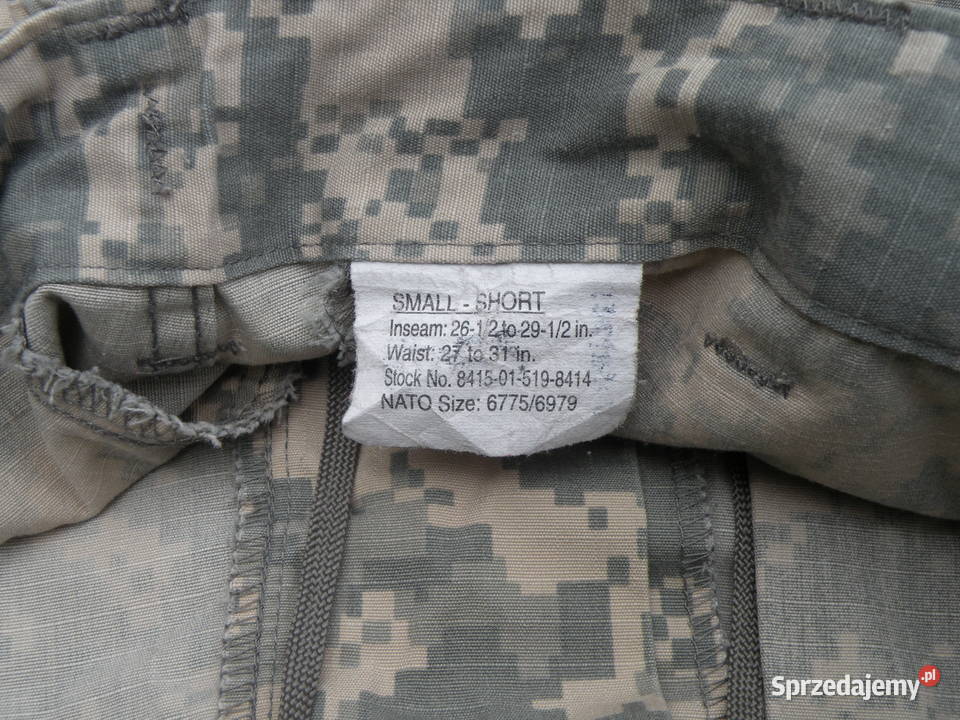 SMALL - SHORT
Inseam: 26-1/2 to 29-1/2 in.
Waist: 27 to 31 in.
Stock No. 8415-01-519-8414
NATO Size: 6775/6979
Sprzedajemy.pl